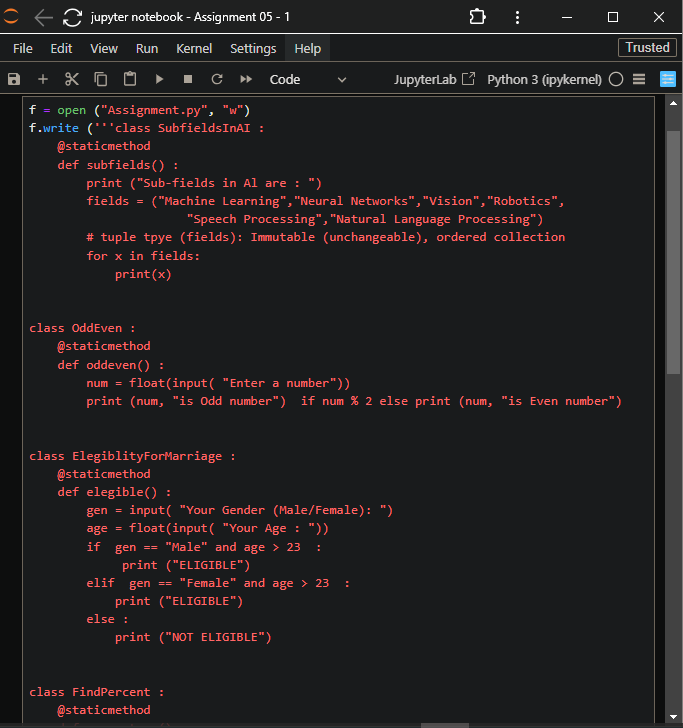 jupyter notebook - Assignment 05 - 1
File Edit View Run Kernel Settings Help Trusted
Code JupyterLab Python 3 (ipykernel)
f = open ("Assignment.py", "w")
f.write ('''class SubfieldsInAI :
    @staticmethod
    def subfields() :
        print ("Sub-fields in Al are : ")
        fields = ("Machine Learning","Neural Networks","Vision","Robotics",
                      "Speech Processing","Natural Language Processing")
        # tuple tpye (fields): Immutable (unchangeable), ordered collection
        for x in fields:
            print(x)
class OddEven :
    @staticmethod
    def oddeven() :
        num = float(input( "Enter a number"))
        print (num, "is Odd number")  if num % 2 else print (num, "is Even number")
class ElegiblityForMarriage :
    @staticmethod
    def elegible() :
        gen = input( "Your Gender (Male/Female): ")
        age = float(input( "Your Age : "))
        if  gen == "Male" and age > 23  :
             print ("ELIGIBLE")
        elif  gen == "Female" and age > 23  :
            print ("ELIGIBLE")
        else :
            print ("NOT ELIGIBLE")
class FindPercent :
    @staticmethod